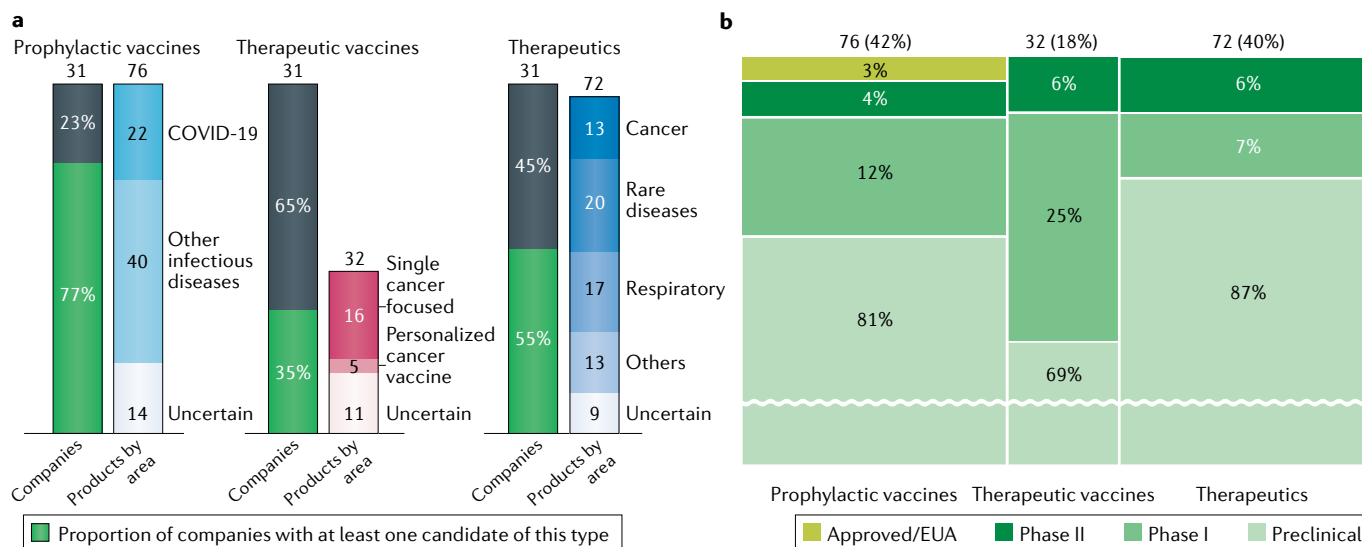 a
Prophylactic vaccines
31
76
23%
77%
22
40
14
COVID-19
Other
infectious
diseases
Uncertain
Companies
Products by
area
Therapeutic vaccines
31
65%
35%
32
16
5
11
Single
cancer
focused
Personalized
cancer
vaccine
Uncertain
Companies
Products by
area
Therapeutics
31
72
45%
55%
13
20
17
13
9
Cancer
Rare
diseases
Respiratory
Others
Uncertain
Companies
Products by
area
Proportion of companies with at least one candidate of this type
b
76 (42%)
32 (18%)
72 (40%)
3%
4%
12%
81%
6%
25%
69%
6%
7%
87%
Prophylactic vaccines
Therapeutic vaccines
Therapeutics
Approved/EUA
Phase II
Phase I
Preclinical